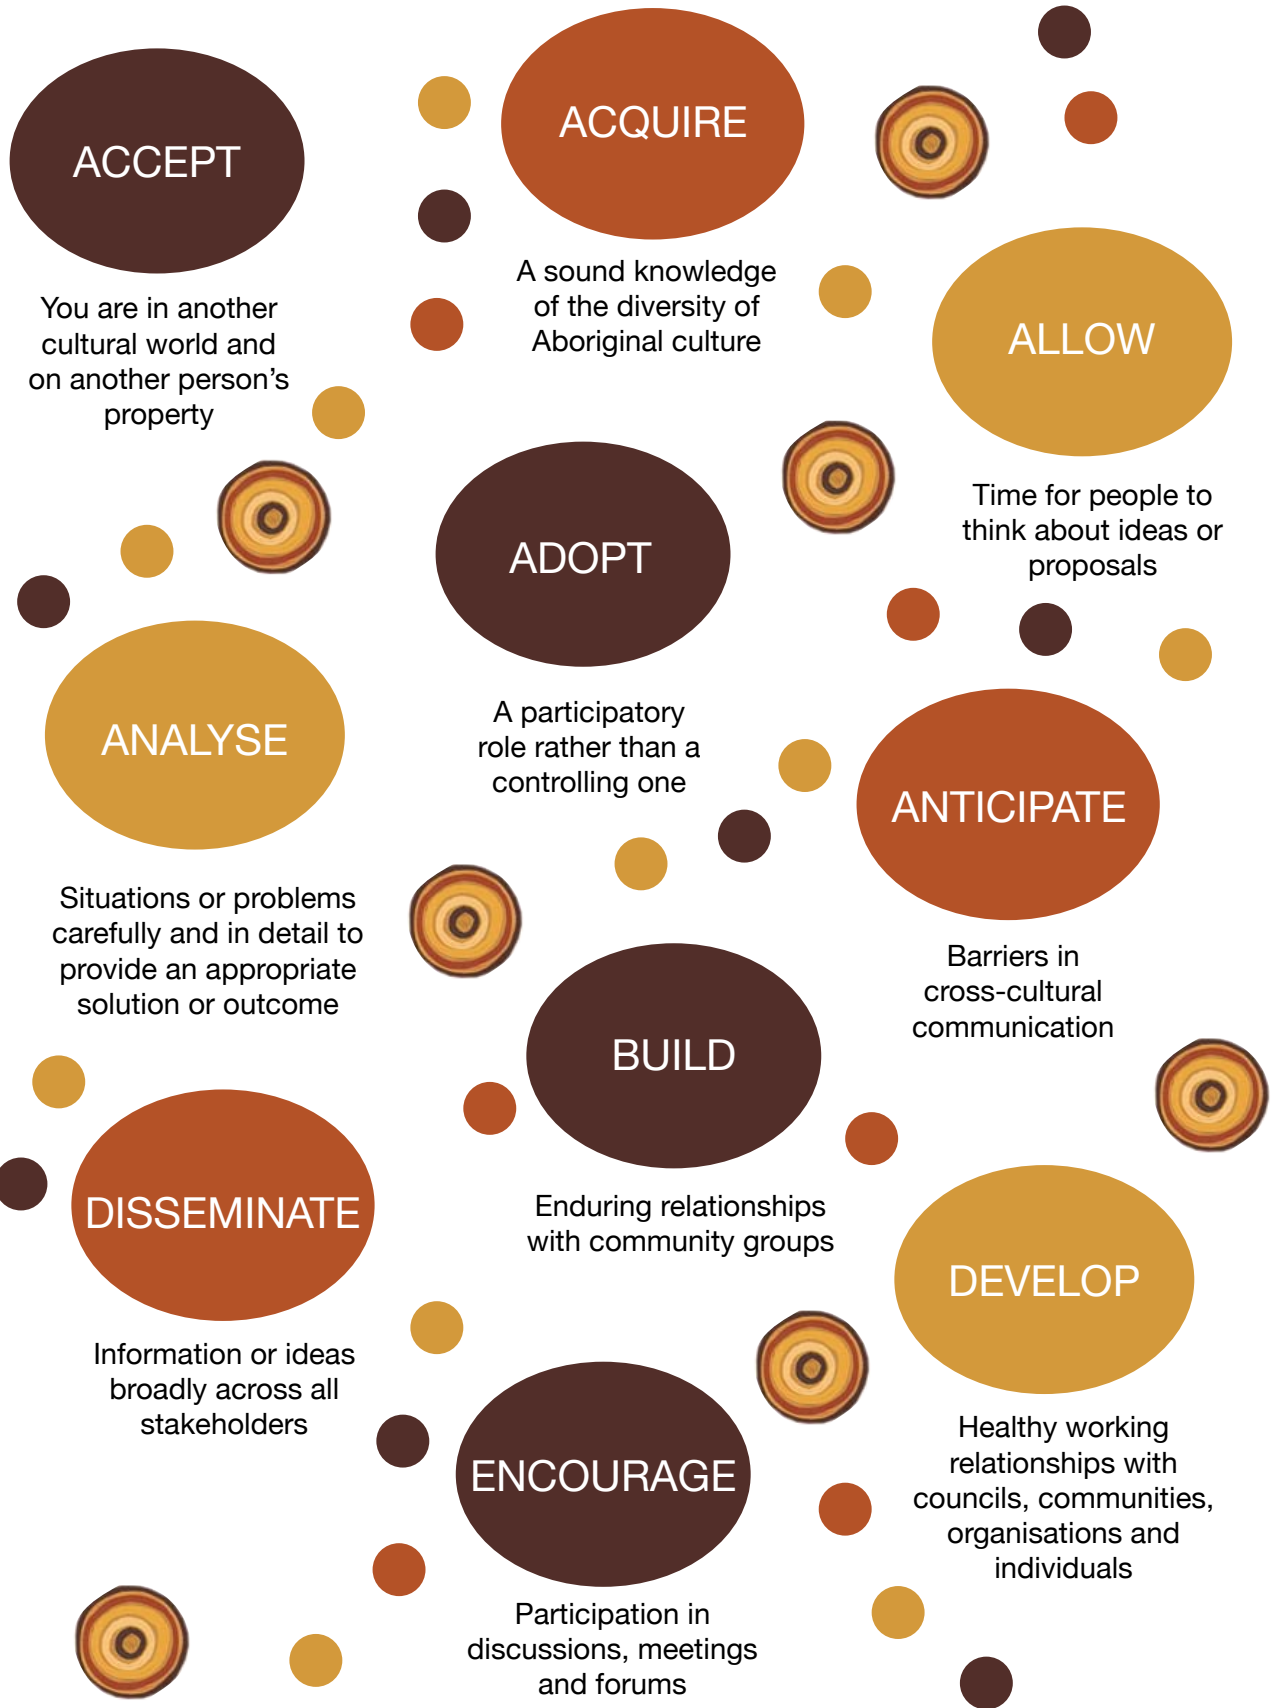 ACCEPT
You are in another
cultural world and
on another person’s
property
ACQUIRE
A sound knowledge
of the diversity of
Aboriginal culture
ALLOW
Time for people to
think about ideas or
proposals
ADOPT
A participatory
role rather than a
controlling one
ANALYSE
Situations or problems
carefully and in detail to
provide an appropriate
solution or outcome
ANTICIPATE
Barriers in
cross-cultural
communication
BUILD
Enduring relationships
with community groups
DISSEMINATE
Information or ideas
broadly across all
stakeholders
DEVELOP
Healthy working
relationships with
councils, communities,
organisations and
individuals
ENCOURAGE
Participation in
discussions, meetings
and forums